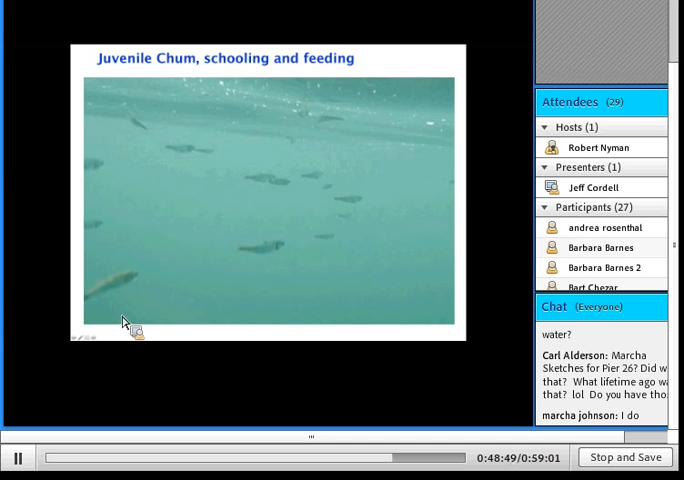 Juvenile Chum, schooling and feeding
Attendees (29)
Hosts (1)
Robert Nyman
Presenters (1)
Jeff Cordell
Participants (27)
andrea rosenthal
Barbara Barnes
Barbara Barnes 2
Bart Chezar
Chat (Everyone)
water?
Carl Alderson: Marcha
Sketches for Pier 26? Did w
that? What lifetime ago wa
that? lol Do you have tho
marcha johnson: I do
0:48:49/0:59:01
Stop and Save